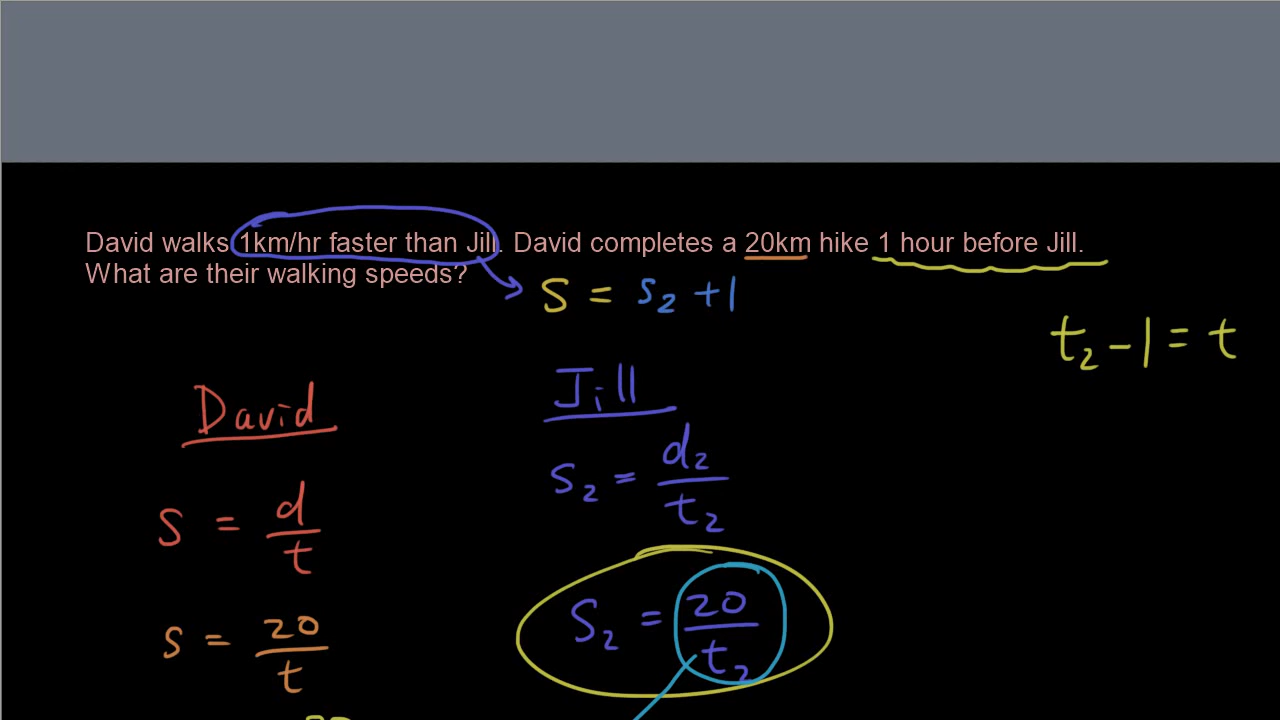 David walks 1km/hr faster than Jill. David completes a 20km hike 1 hour before Jill.
What are their walking speeds?
S = S₂ + 1
t₂ - 1 = t
David
Jill
S = d/t
S₂ = d₂/t₂
S = 20/t
S₂ = 20/t₂